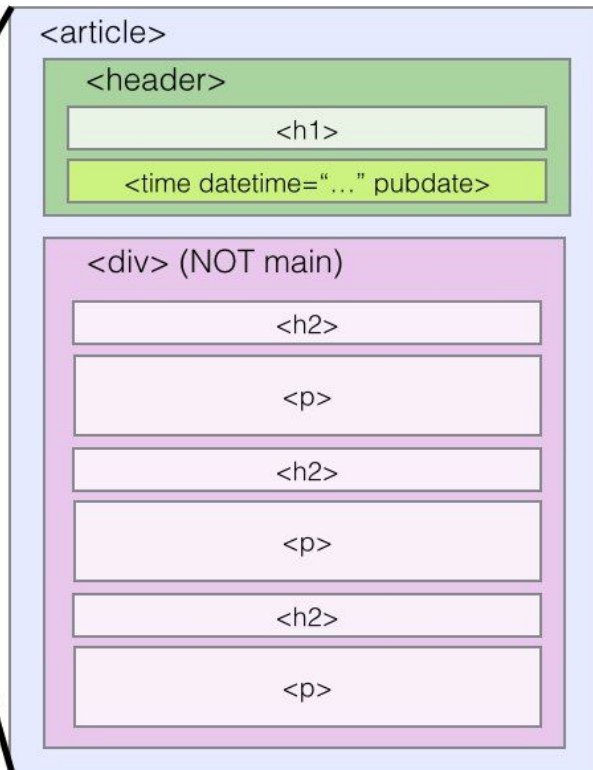 <article>
<header>
<h1>
<time datetime=“...” pubdate>
<div> (NOT main)
<h2>
<p>
<h2>
<p>
<h2>
<p>